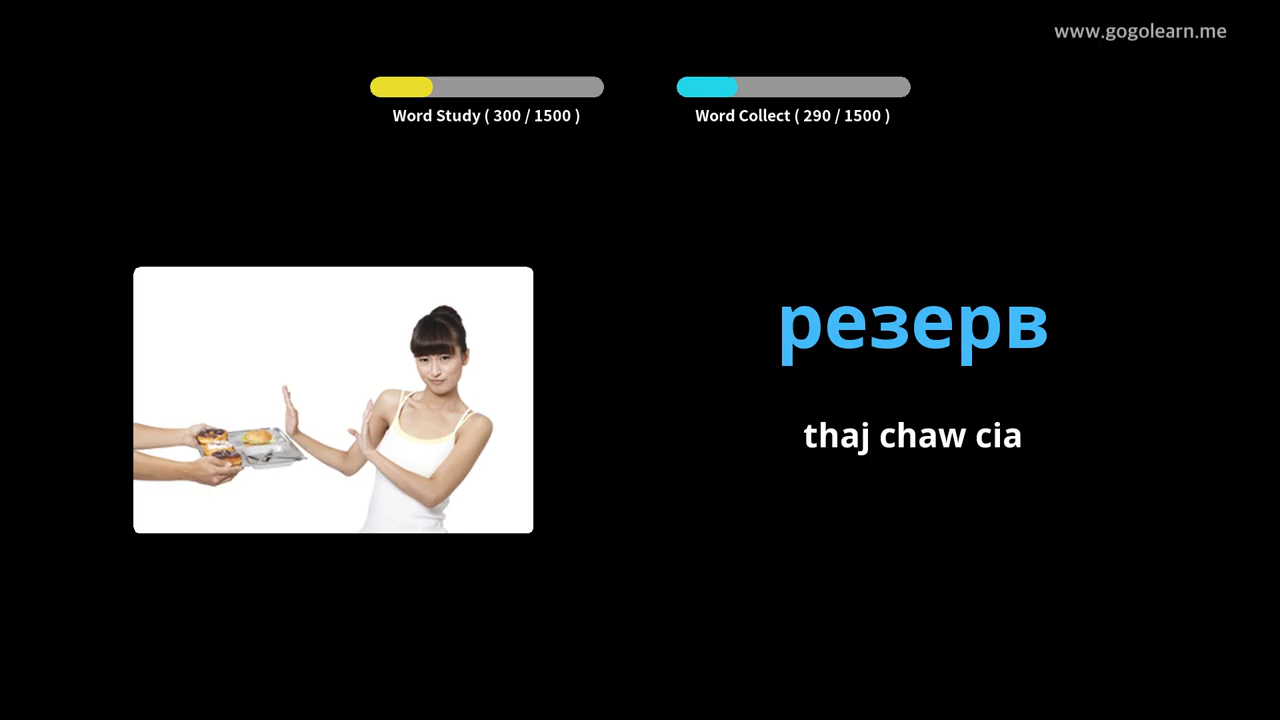 www.gogolearn.me
Word Study ( 300 / 1500 )
Word Collect ( 290 / 1500 )
резерв
thaj chaw cia